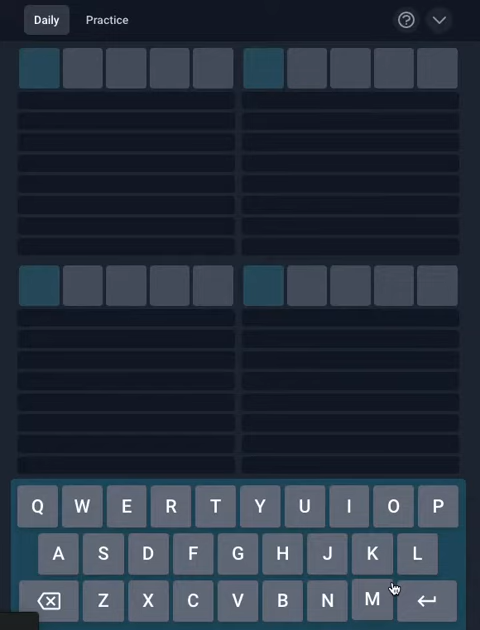 Daily Practice ?
Q W E R T Y U I O P
A S D F G H J K L
Z X C V B N M